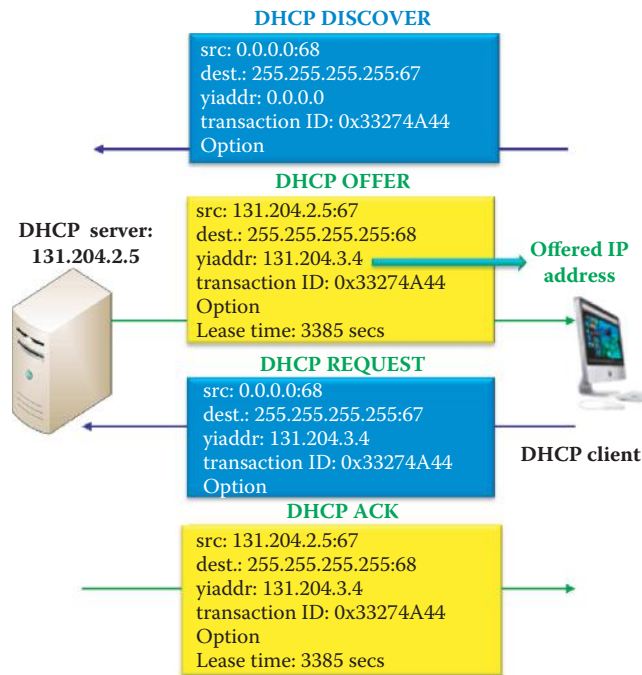 DHCP DISCOVER
src: 0.0.0.0:68
dest.: 255.255.255.255:67
yiaddr: 0.0.0.0
transaction ID: 0x33274A44
Option
DHCP OFFER
src: 131.204.2.5:67
dest.: 255.255.255.255:68
yiaddr: 131.204.3.4
transaction ID: 0x33274A44
Option
Lease time: 3385 secs
DHCP server:
131.204.2.5
Offered IP
address
DHCP REQUEST
src: 0.0.0.0:68
dest.: 255.255.255.255:67
yiaddr: 131.204.3.4
transaction ID: 0x33274A44
Option
DHCP client
DHCP ACK
src: 131.204.2.5:67
dest.: 255.255.255.255:68
yiaddr: 131.204.3.4
transaction ID: 0x33274A44
Option
Lease time: 3385 secs